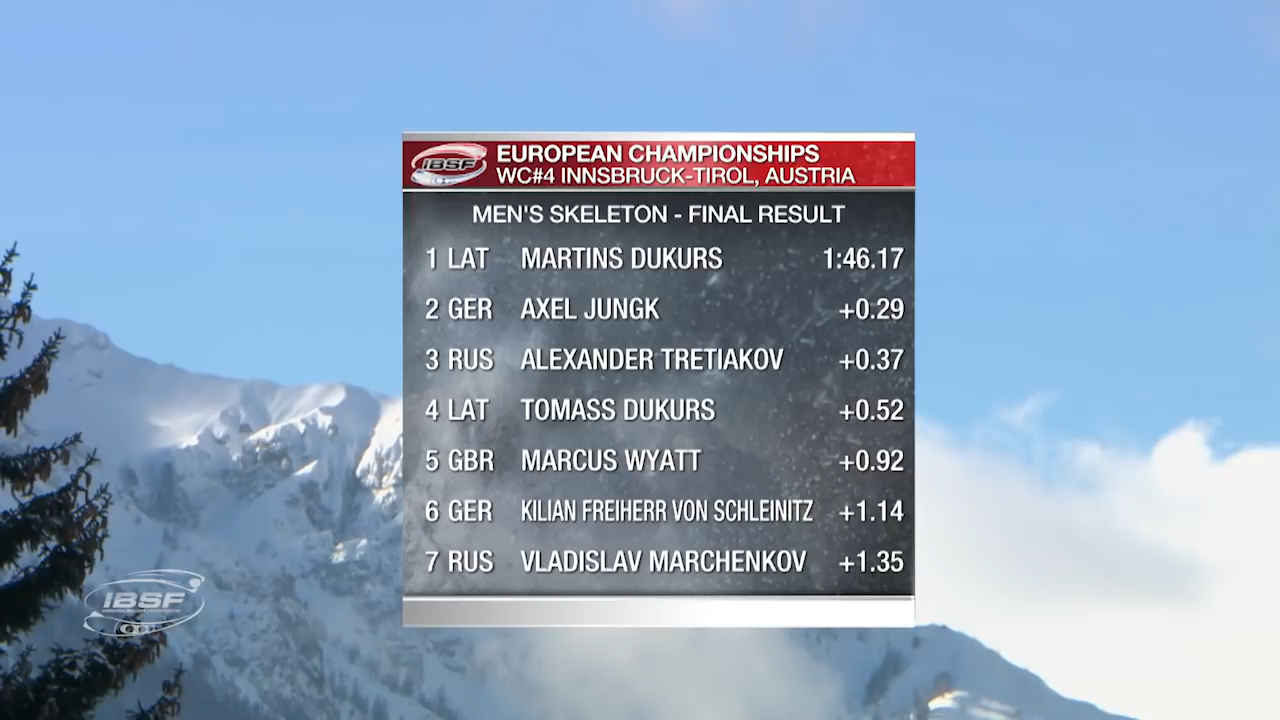 IBSF
EUROPEAN CHAMPIONSHIPS
WC#4 INNSBRUCK-TIROL, AUSTRIA
MEN'S SKELETON - FINAL RESULT
1 LAT MARTINS DUKURS 1:46.17
2 GER AXEL JUNGK +0.29
3 RUS ALEXANDER TRETIAKOV +0.37
4 LAT TOMASS DUKURS +0.52
5 GBR MARCUS WYATT +0.92
6 GER KILIAN FREIHERR VON SCHLEINITZ +1.14
7 RUS VLADISLAV MARCHENKOV +1.35
IBSF